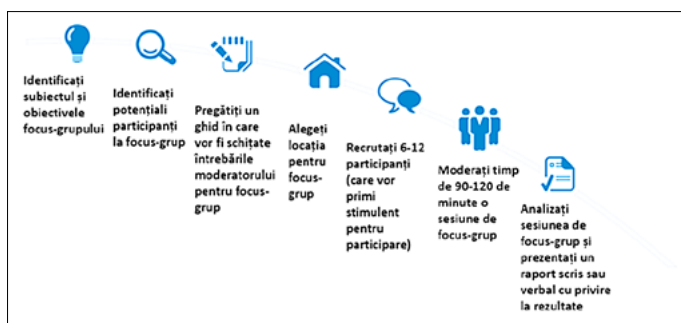 Identificați
subiectul și
obiectivele
focus-grupului
Identificați
potențiali
participanți
la focus-grup
Pregătiți un
ghid în care
vor fi schițate
întrebările
moderatorului
pentru focus-
grup
Alegeți
locația
pentru
focus-
grup
Recrutați 6-12
participanți
(care vor
primi
stimulent
pentru
participare)
Moderați timp
de 90-120 de
minute o
sesiune de
focus-grup
Analizați
sesiunea de
focus-grup și
prezentați un
raport scris sau
verbal cu privire
la rezultate